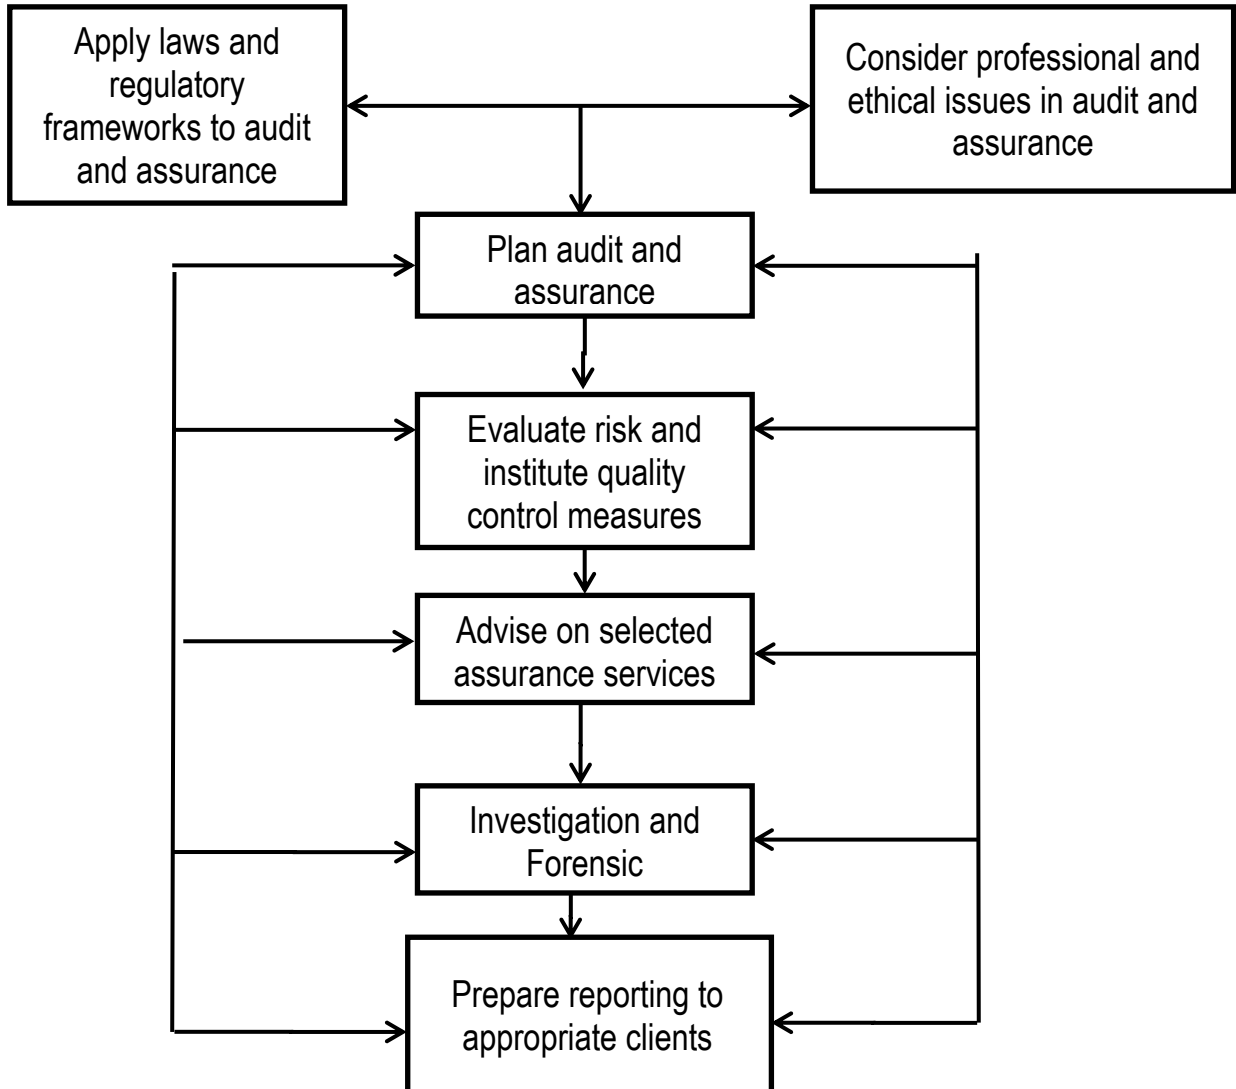 Apply laws and
regulatory
frameworks to audit
and assurance
Consider professional and
ethical issues in audit and
assurance
Plan audit and
assurance
Evaluate risk and
institute quality
control measures
Advise on selected
assurance services
Investigation and
Forensic
Prepare reporting to
appropriate clients